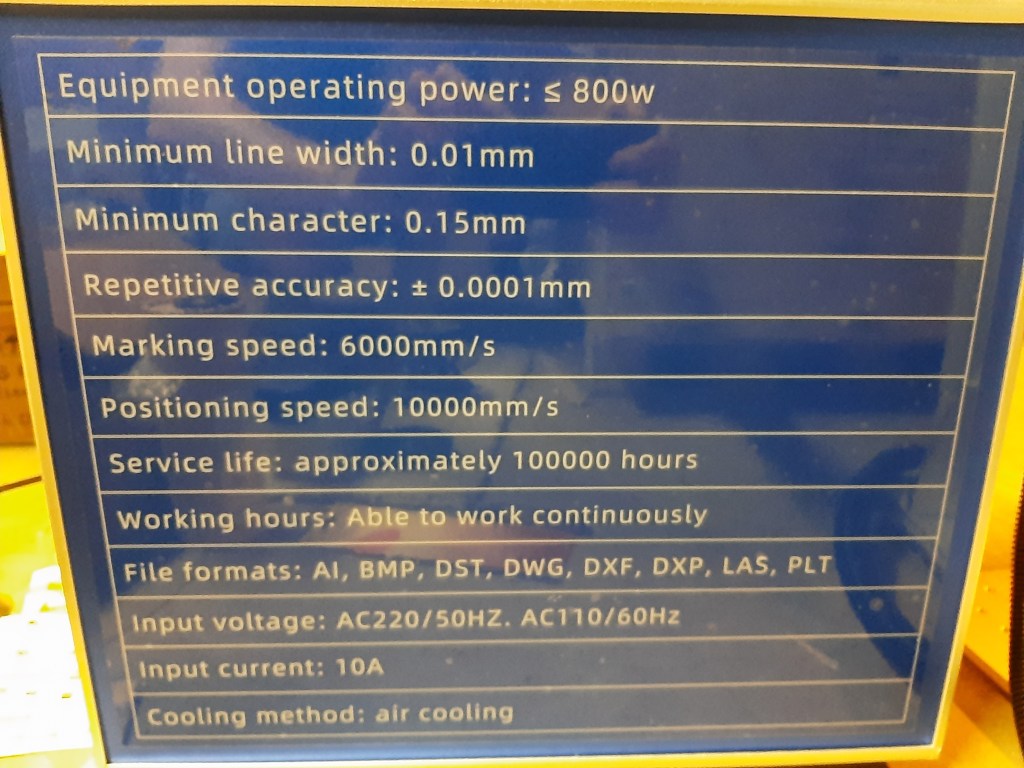 Equipment operating power: ≤ 800w
Minimum line width: 0.01mm
Minimum character: 0.15mm
Repetitive accuracy: ± 0.0001mm
Marking speed: 6000mm/s
Positioning speed: 10000mm/s
Service life: approximately 100000 hours
Working hours: Able to work continuously
File formats: AI, BMP, DST, DWG, DXF, DXP, LAS, PLT
Input voltage: AC220/50HZ. AC110/60Hz
Input current: 10A
Cooling method: air cooling